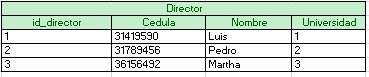 Director
id_director Cedula Nombre Universidad
1 31419590 Luis 1
2 31789456 Pedro 2
3 36156492 Martha 3